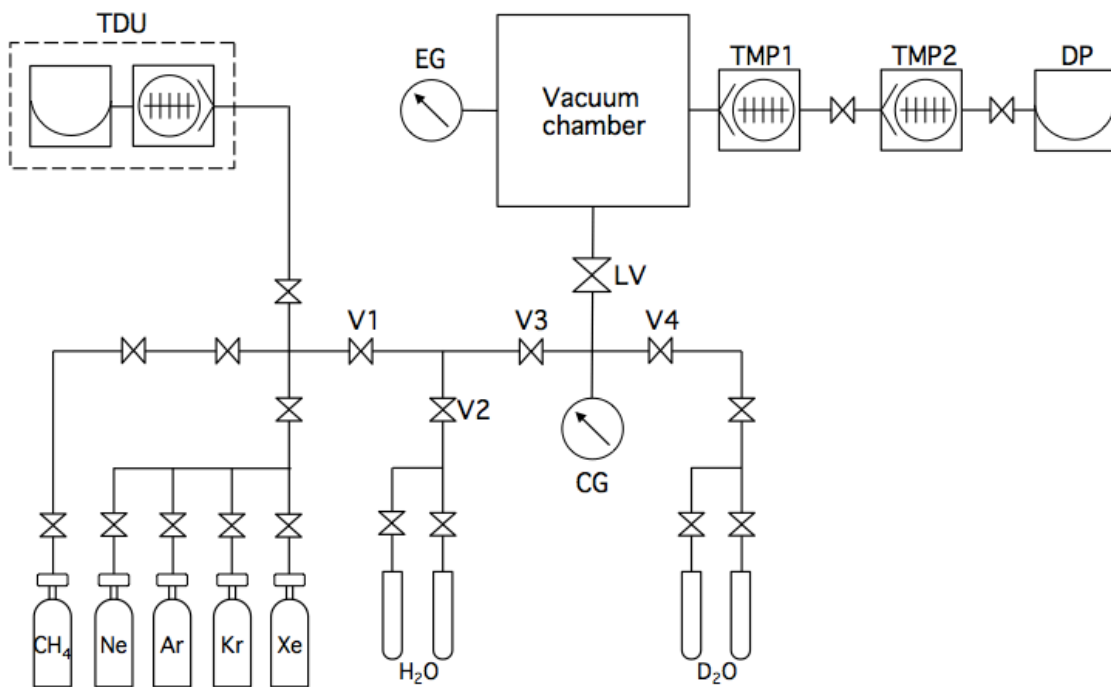 TDU
EG
Vacuum
chamber
TMP1
TMP2
DP
LV
V1
V3
V4
V2
CG
CH₄
Ne
Ar
Kr
Xe
H₂O
D₂O